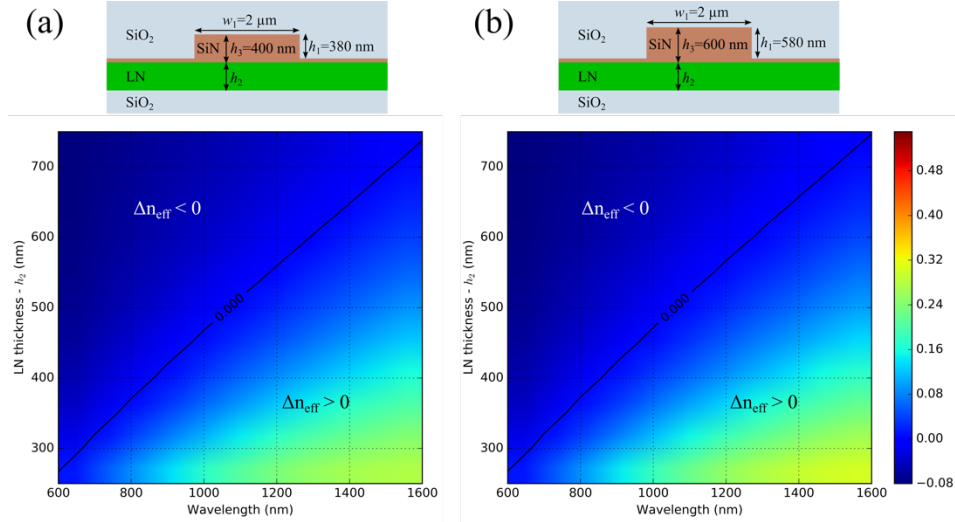 (a)
w₁=2 µm
SiO₂
SiN
h₃=400 nm
h₁=380 nm
LN
h₂
SiO₂
Δn_eff < 0
0.000
Δn_eff > 0
LN thickness - h₂ (nm)
700
600
500
400
300
600 800 1000 1200 1400 1600
Wavelength (nm)
(b)
w₁=2 µm
SiO₂
SiN
h₃=600 nm
h₁=580 nm
LN
h₂
SiO₂
Δn_eff < 0
0.000
Δn_eff > 0
LN thickness - h₂ (nm)
700
600
500
400
300
600 800 1000 1200 1400 1600
Wavelength (nm)
0.48
0.40
0.32
0.24
0.16
0.08
0.00
−0.08